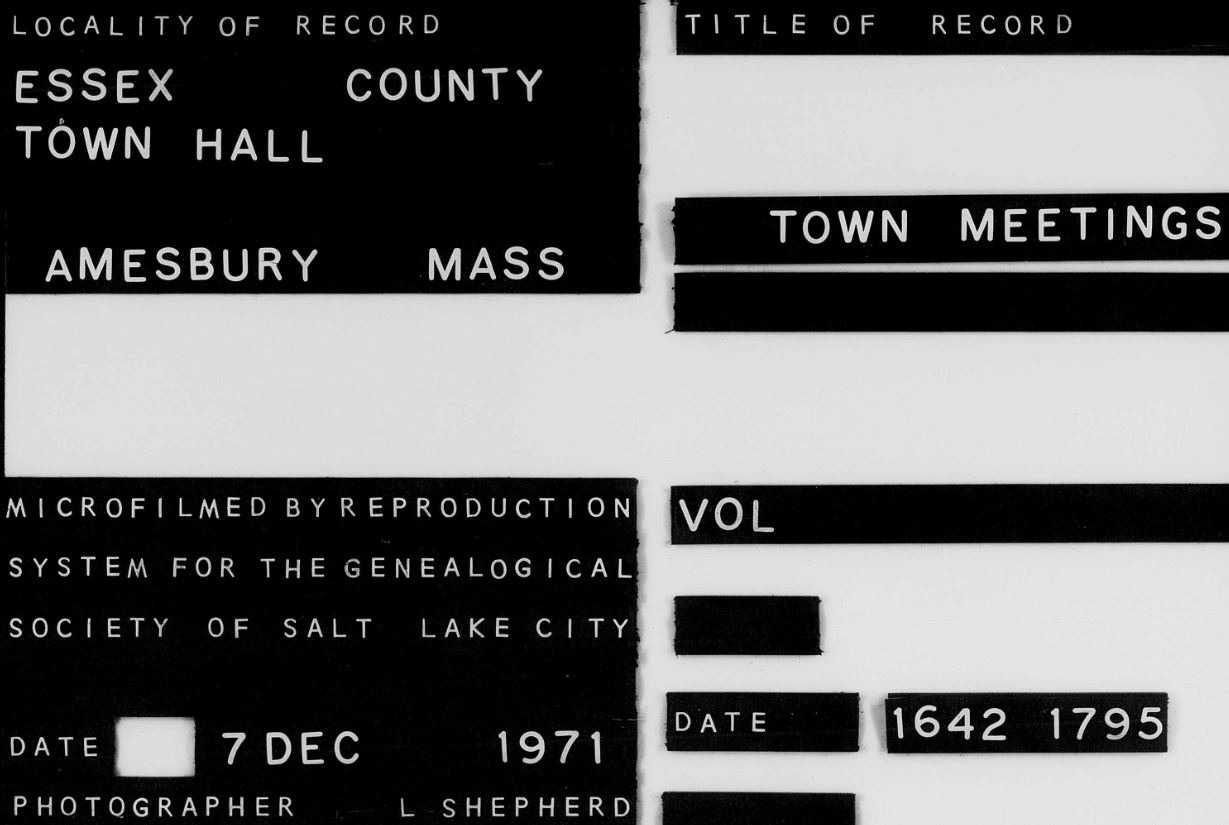 LOCALITY OF RECORD
ESSEX COUNTY
TOWN HALL
AMESBURY MASS
MICROFILMED BY REPRODUCTION
SYSTEM FOR THE GENEALOGICAL
SOCIETY OF SALT LAKE CITY
DATE 7 DEC 1971
PHOTOGRAPHER L SHEPHERD
TITLE OF RECORD
TOWN MEETINGS
VOL
DATE 1642 1795